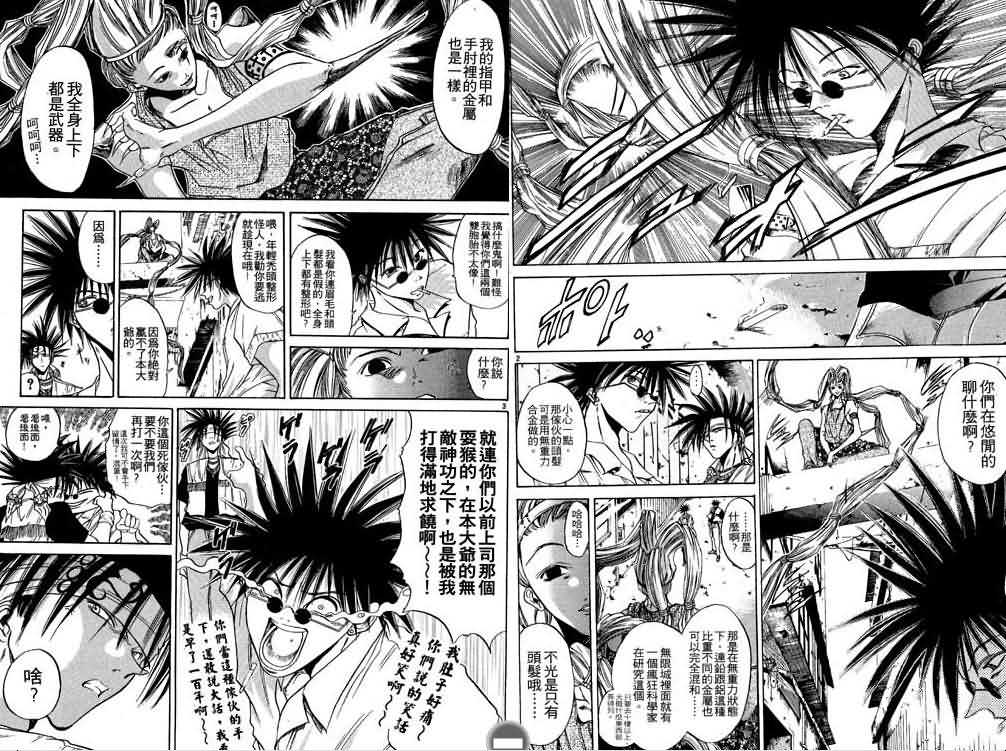 你們在悠閒的
聊什麼啊？
小心一點。
那傢伙的頭髮
可是用無重力
合金做的。
……那是
什麼啊？
那是在無重力狀態
下，連鉛跟鋁這種
比重不同的金屬也
可以完全混和…
無限城裡面就有
一個瘋狂科學家
在研究這個。
哈哈哈…
不光是只有
頭髮哦…
2
我的指甲和
手肘裡的金屬
也是一樣。
我全身上下
都是武器。
呵呵呵…
搞什麼鬼啊！難怪
我覺得你們這兩個
雙胞胎不太像！
我看你連眉毛和頭
髮都是假的，全身
上下都有整形吧？
喂，年輕禿頭整形
怪人，我勸你要逃
就趁現在哦！
因為……
因為你絕對
贏不了本大
爺的。
？
你說
什麼？
3
就連你們以前上司那個
耍猴的，在本大爺的無
敵神功之下，也是被我
打得滿地求饒啊～～！
我肚子好痛
你們說的笑話
真好笑啊
你們當這種傢伙的手
下，還敢說大話，我看
是早了一百年啊
你這個死傢伙…
要不要我們
再打一次啊？
喂，
看後面，
看後面。
啥？